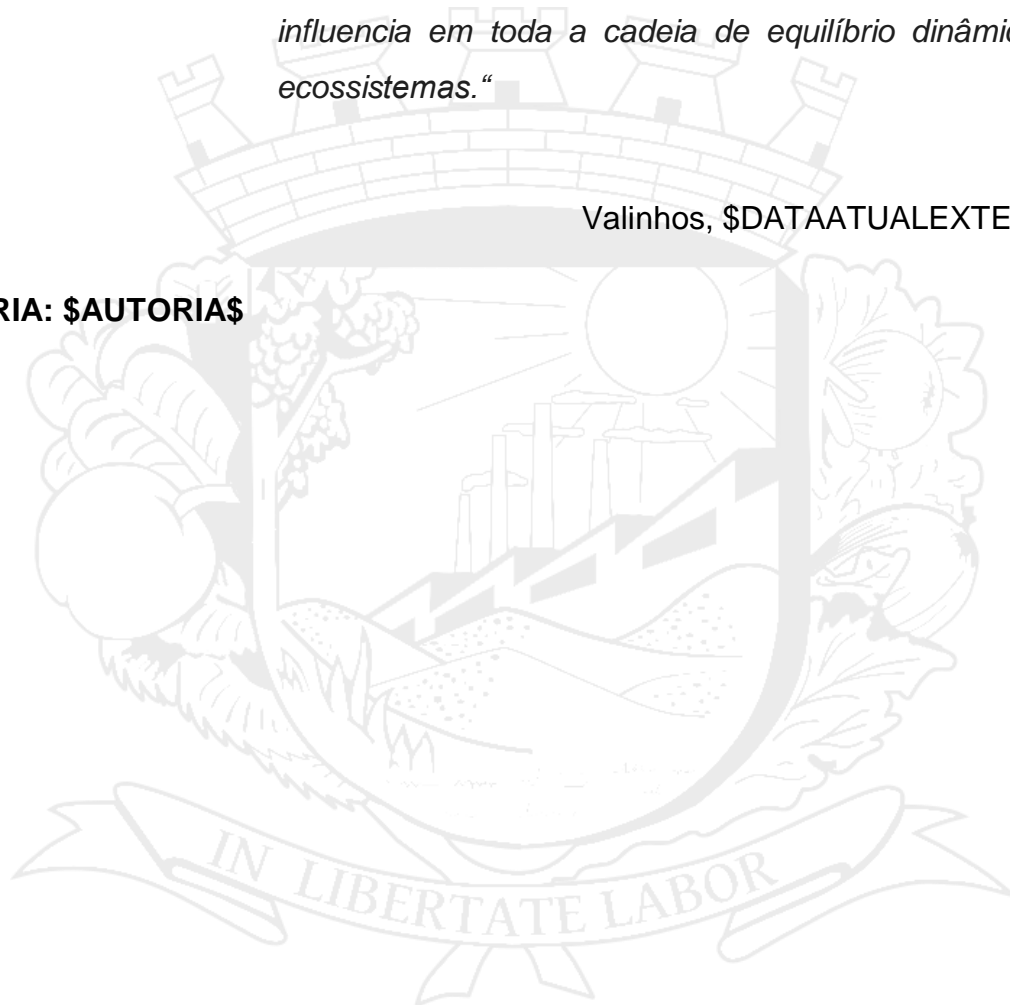 influencia em toda a cadeia de equilíbrio dinâmic
ecossistemas.“
Valinhos, $DATAATUALEXTE
RIA: $AUTORIA$
IN LIBERTATE LABOR